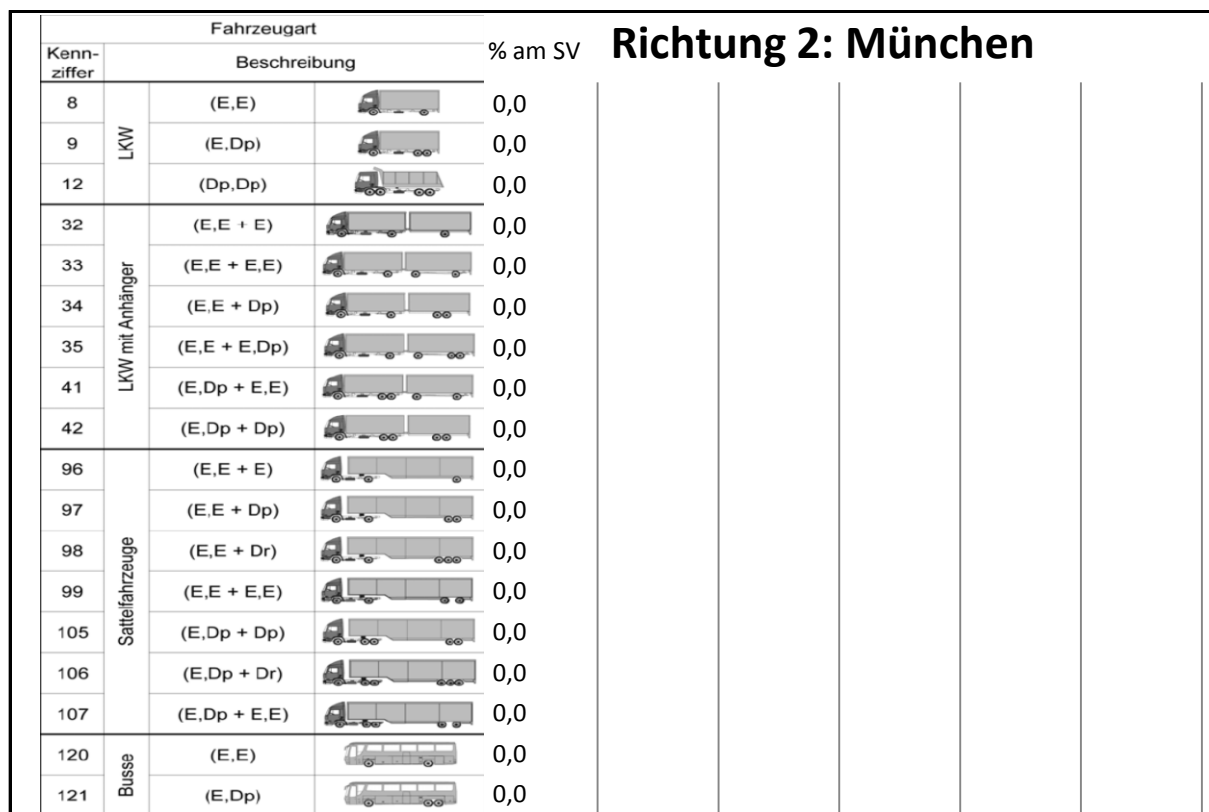 Fahrzeugart
Kenn-
ziffer
Beschreibung
% am SV
Richtung 2: München
LKW
8 (E,E) 0,0
9 (E,Dp) 0,0
12 (Dp,Dp) 0,0
LKW mit Anhänger
32 (E,E + E) 0,0
33 (E,E + E,E) 0,0
34 (E,E + Dp) 0,0
35 (E,E + E,Dp) 0,0
41 (E,Dp + E,E) 0,0
42 (E,Dp + Dp) 0,0
Sattelfahrzeuge
96 (E,E + E) 0,0
97 (E,E + Dp) 0,0
98 (E,E + Dr) 0,0
99 (E,E + E,E) 0,0
105 (E,Dp + Dp) 0,0
106 (E,Dp + Dr) 0,0
107 (E,Dp + E,E) 0,0
Busse
120 (E,E) 0,0
121 (E,Dp) 0,0